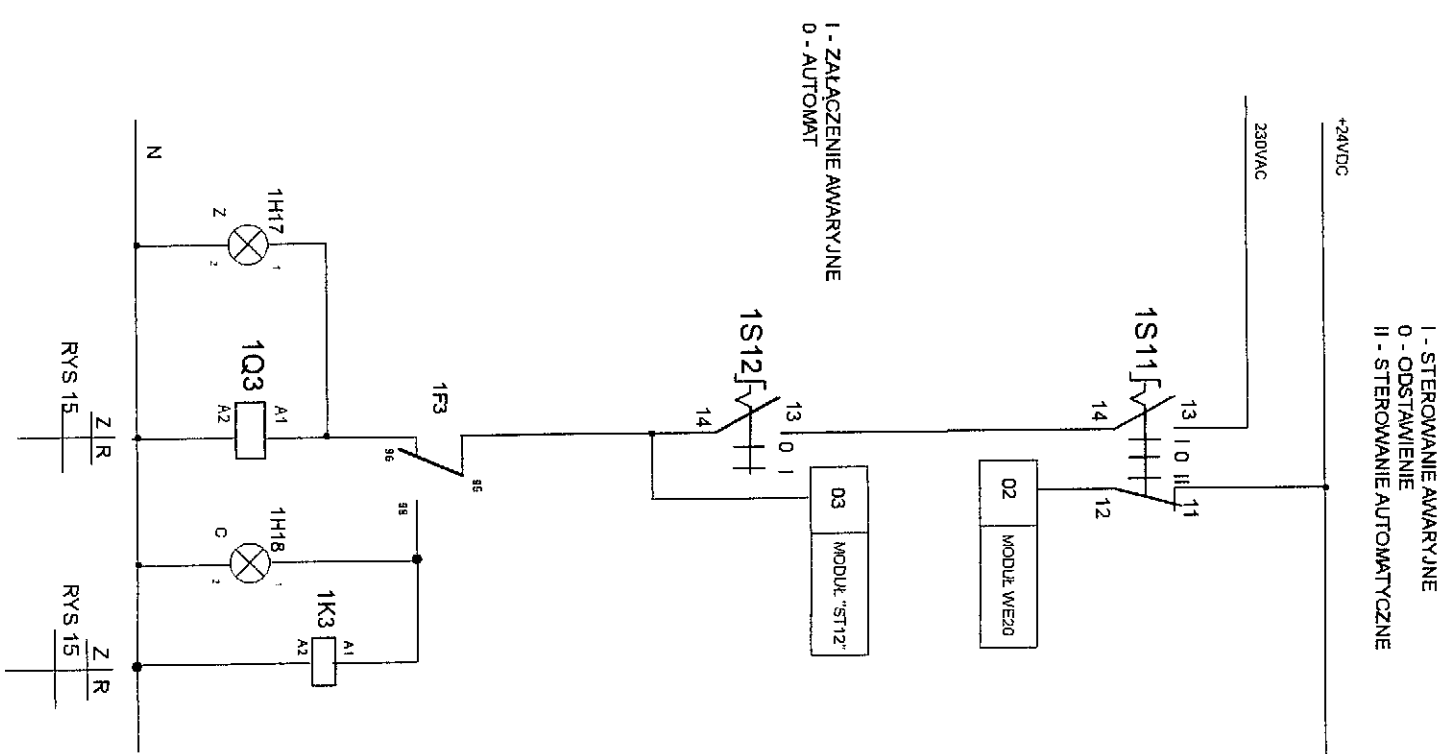 I - STEROWANIE AWARYJNE
0 - ODSTAWIENIE
II - STEROWANIE AUTOMATYCZNE
+24VDC
230VAC
1S11
13
14
I 0 II
11
12
02
MODUŁ WE20
I - ZAŁĄCZENIE AWARYJNE
0 - AUTOMAT
1S12
13
14
I 0 I
03
MODUŁ "ST12"
1F3
95
96
98
1H17
Z
1
2
1Q3
A1
A2
1H18
C
1
2
1K3
A1
A2
N
Z R
RYS 15
Z R
RYS 15